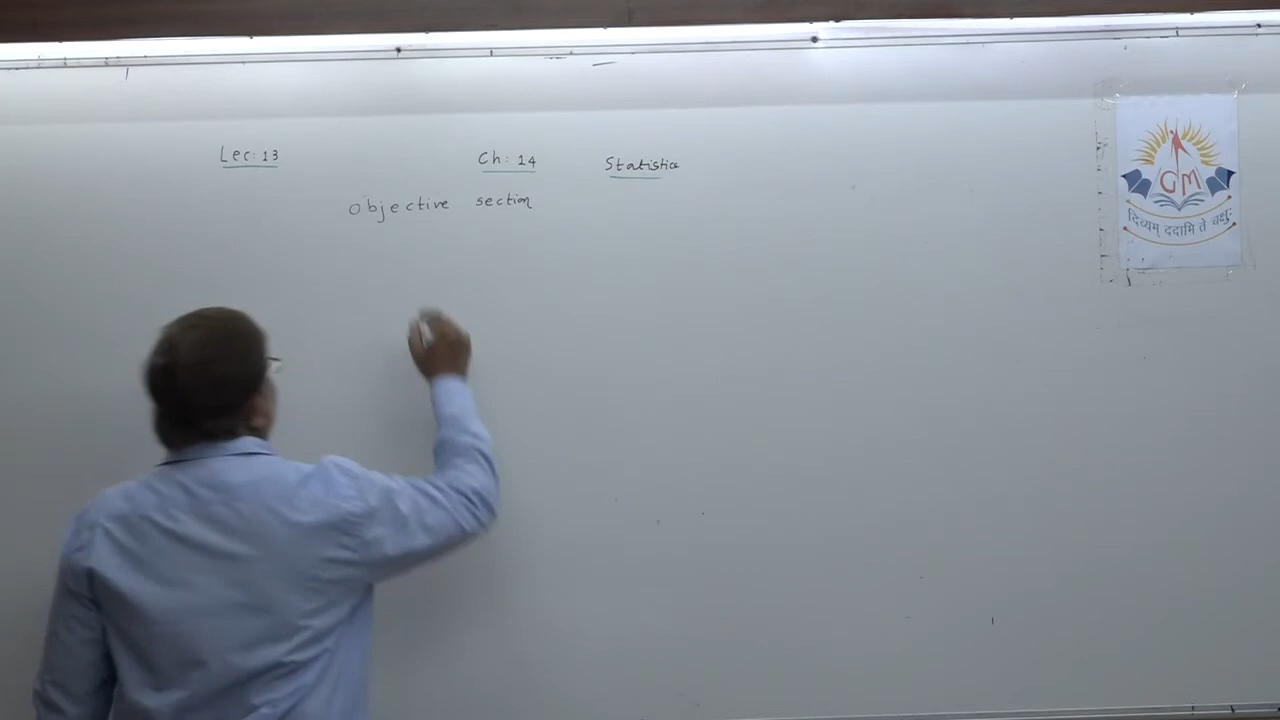 Lec: 13 Ch: 14 Statistics
Objective section
GM
दिव्यम् ददामि ते चक्षुः